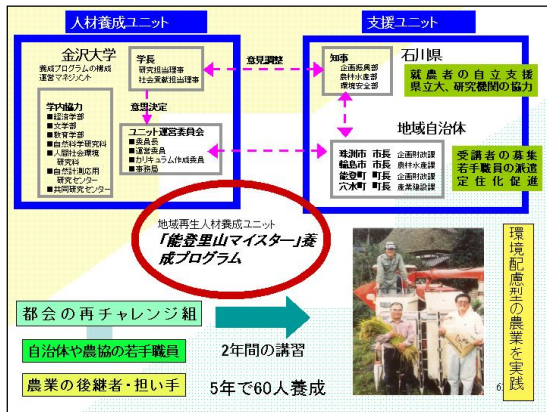 人材養成ユニット
支援ユニット
金沢大学
養成プログラムの構成
運営マネジメント
学内協力
■経済学部
■文学部
■教育学部
■自然科学研究科
■人間社会環境
研究科
■自然計測応用
研究センター
■共同研究センター
学長
研究担当理事
社会貢献担当理事
意思決定
ユニット運営委員会
■委員長
■運営委員
■カリキュラム作成委員
■事務局
意見調整
知事
企画振興部
農林水産部
環境安全部
石川県
就農者の自立支援
県立大、研究機関の協力
地域自治体
珠洲市 市長 企画財政課
輪島市 市長 農林水産課
能登町 町長 企画財政課
穴水町 町長 産業建設課
受講者の募集
若手職員の派遣
定住化促進
地域再生人材養成ユニット
「能登里山マイスター」養
成プログラム
都会の再チャレンジ組
自治体や農協の若手職員
農業の後継者・担い手
2年間の講習
5年で60人養成
環境配慮型の農業を実践
6